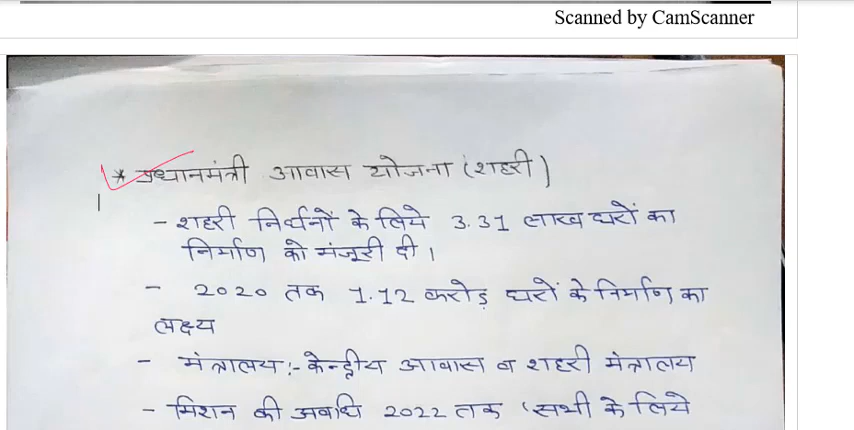 Scanned by CamScanner
* प्रधानमंत्री आवास योजना (शहरी)
- शहरी निर्धनों के लिये 3.31 लाख घरों का
निर्माण को मंजूरी दी।
- 2020 तक 1.12 करोड़ घरों के निर्माण का
लक्ष्य
- मंत्रालय :- केन्द्रीय आवास व शहरी मंत्रालय
- मिशन की अवधि 2022 तक 'सभी के लिये